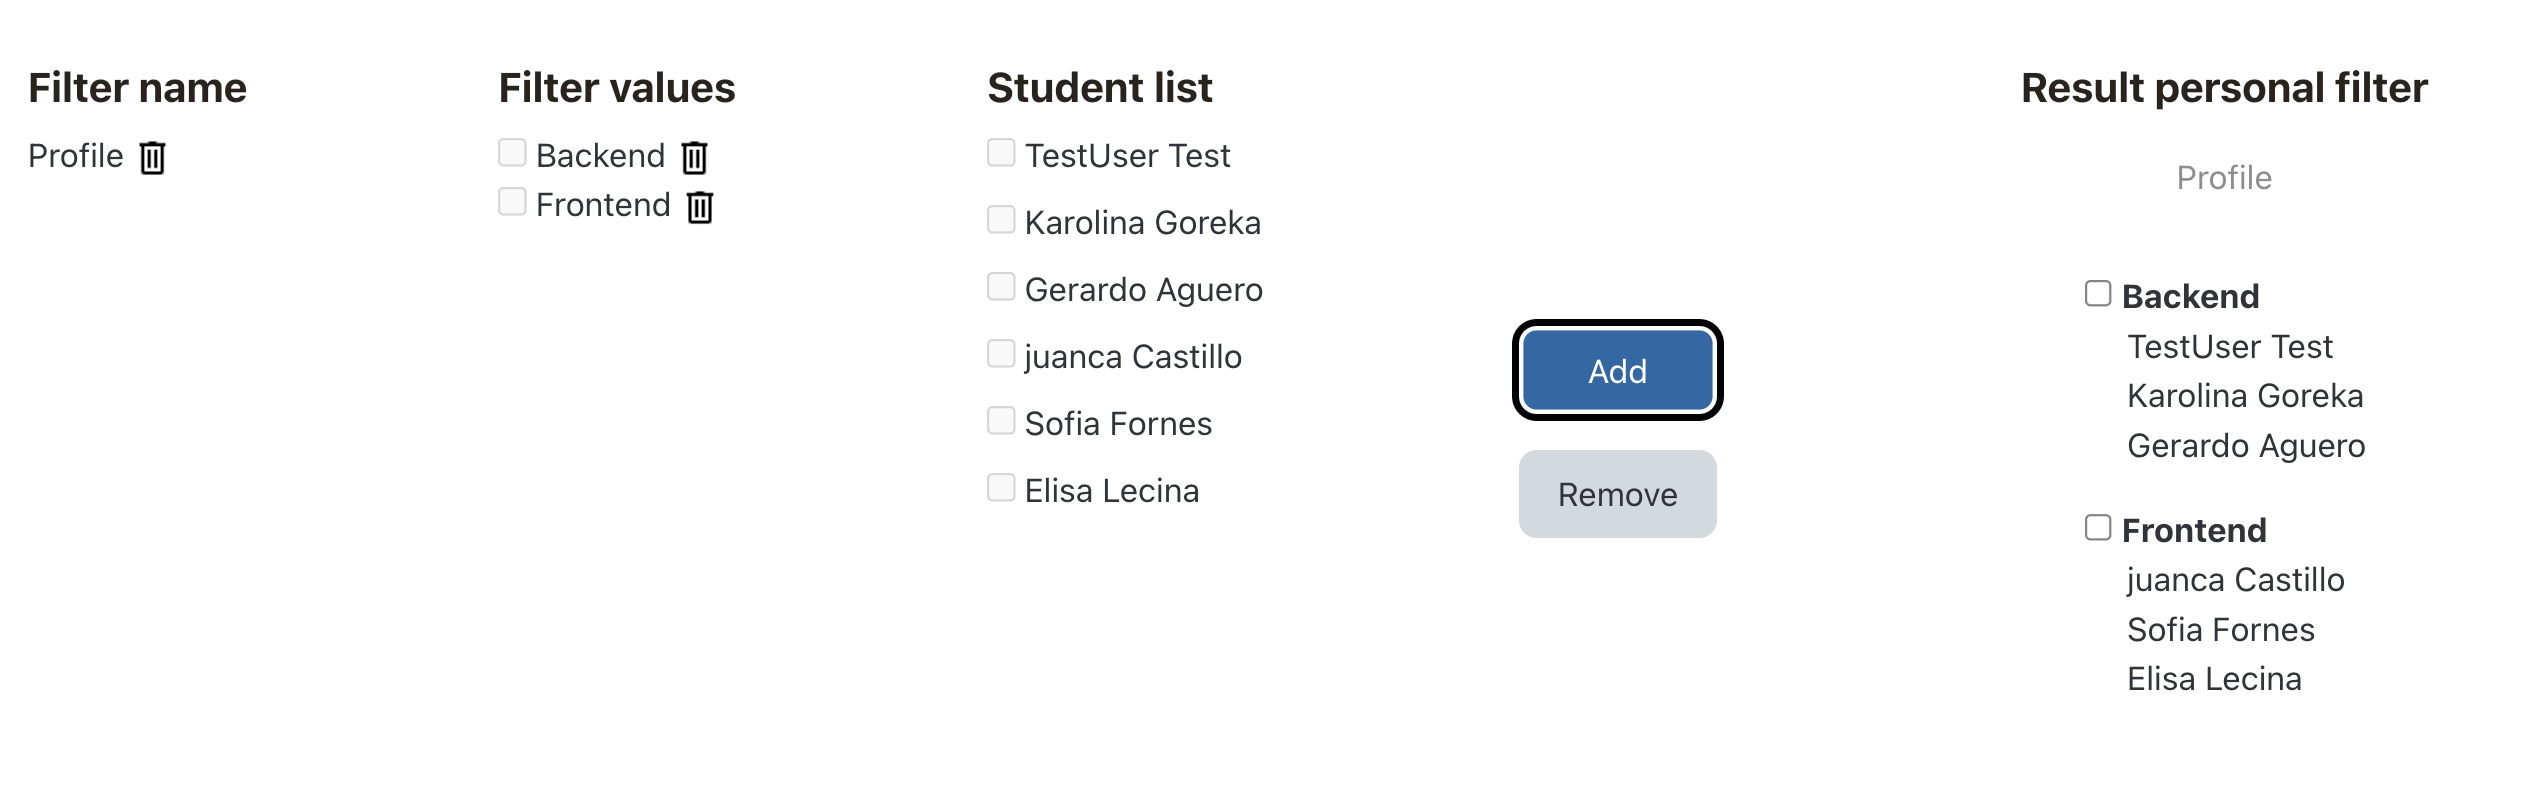 Filter name
Profile
Filter values
Backend
Frontend
Student list
TestUser Test
Karolina Goreka
Gerardo Aguero
juanca Castillo
Sofia Fornes
Elisa Lecina
Add
Remove
Result personal filter
Profile
Backend
TestUser Test
Karolina Goreka
Gerardo Aguero
Frontend
juanca Castillo
Sofia Fornes
Elisa Lecina